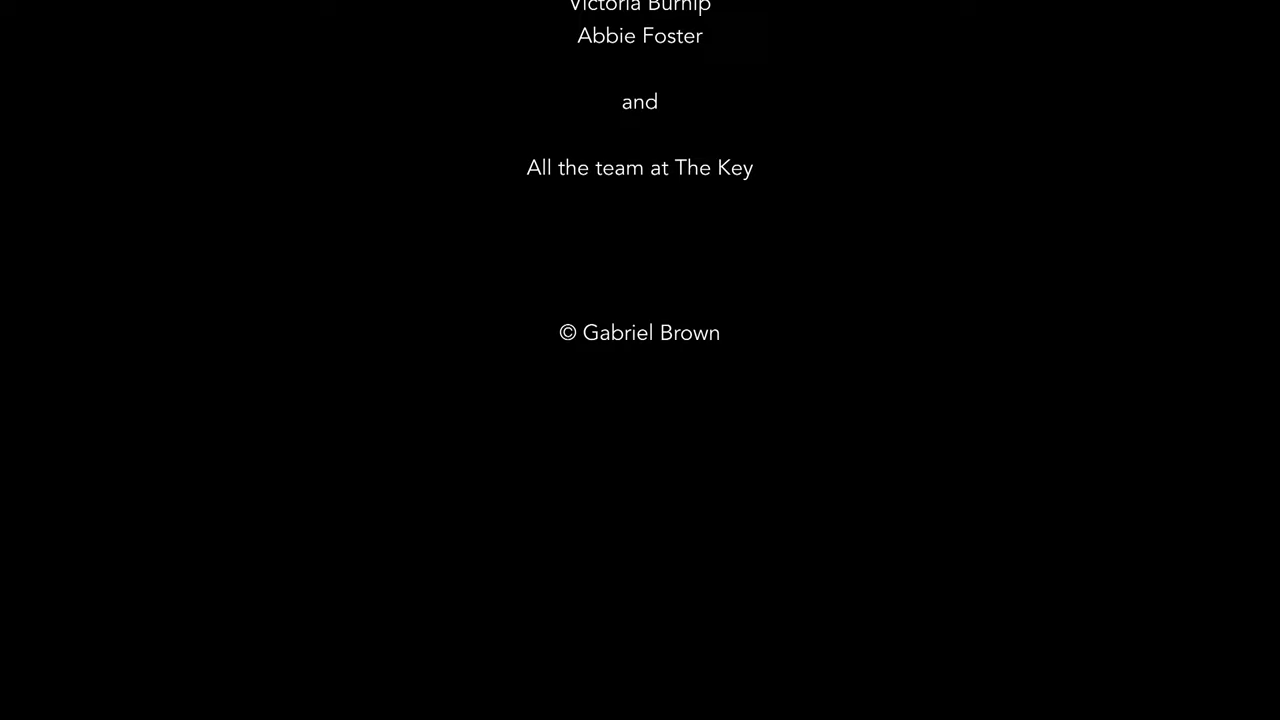 Victoria Burnip
Abbie Foster
and
All the team at The Key
© Gabriel Brown